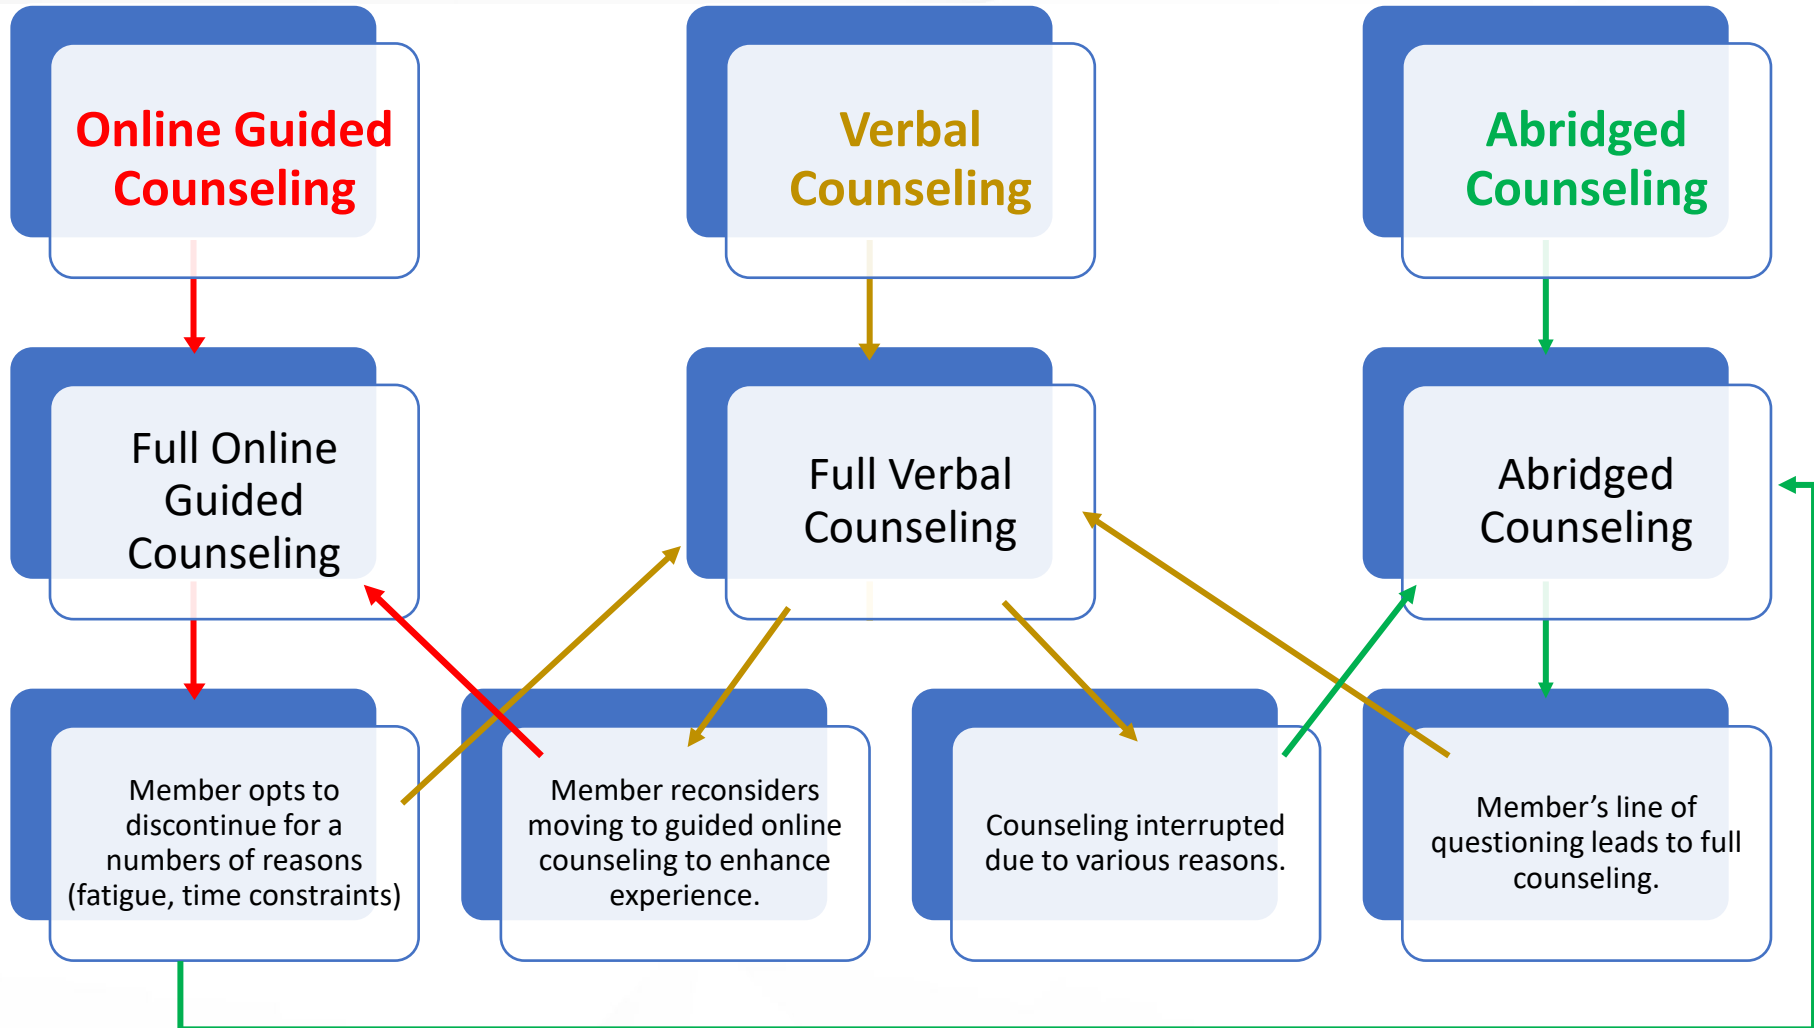 Online Guided
Counseling
Verbal
Counseling
Abridged
Counseling
Full Online
Guided
Counseling
Full Verbal
Counseling
Abridged
Counseling
Member opts to
discontinue for a
numbers of reasons
(fatigue, time constraints)
Member reconsiders
moving to guided online
counseling to enhance
experience.
Counseling interrupted
due to various reasons.
Member’s line of
questioning leads to full
counseling.